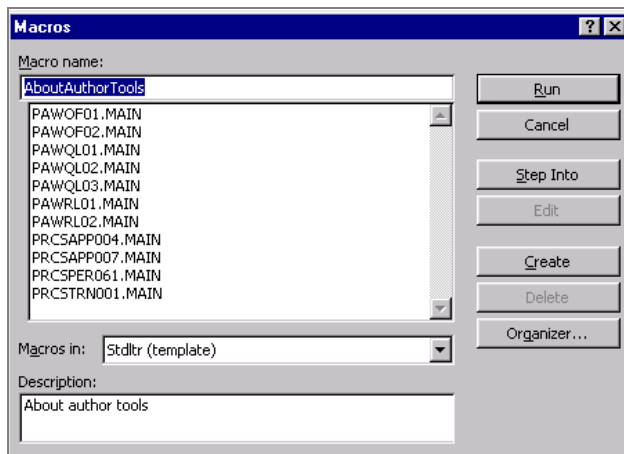 Macros
Macro name:
AboutAuthorTools
Run
PAWOF01.MAIN
PAWOF02.MAIN
PAWQL01.MAIN
PAWQL02.MAIN
PAWQL03.MAIN
PAWRL01.MAIN
PAWRL02.MAIN
PRCSAPP004.MAIN
PRCSAPP007.MAIN
PRCSPER061.MAIN
PRCSTRN001.MAIN
Cancel
Step Into
Edit
Create
Delete
Organizer...
Macros in:
Stdltr (template)
Description:
About author tools